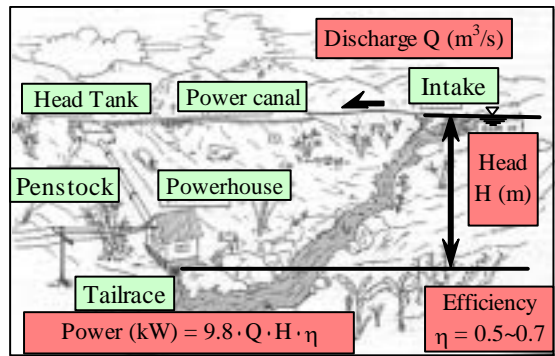 Discharge Q (m³/s)
Intake
Head Tank
Power canal
Head
H (m)
Penstock
Powerhouse
Tailrace
Efficiency
η = 0.5~0.7
Power (kW) = 9.8·Q·H·η